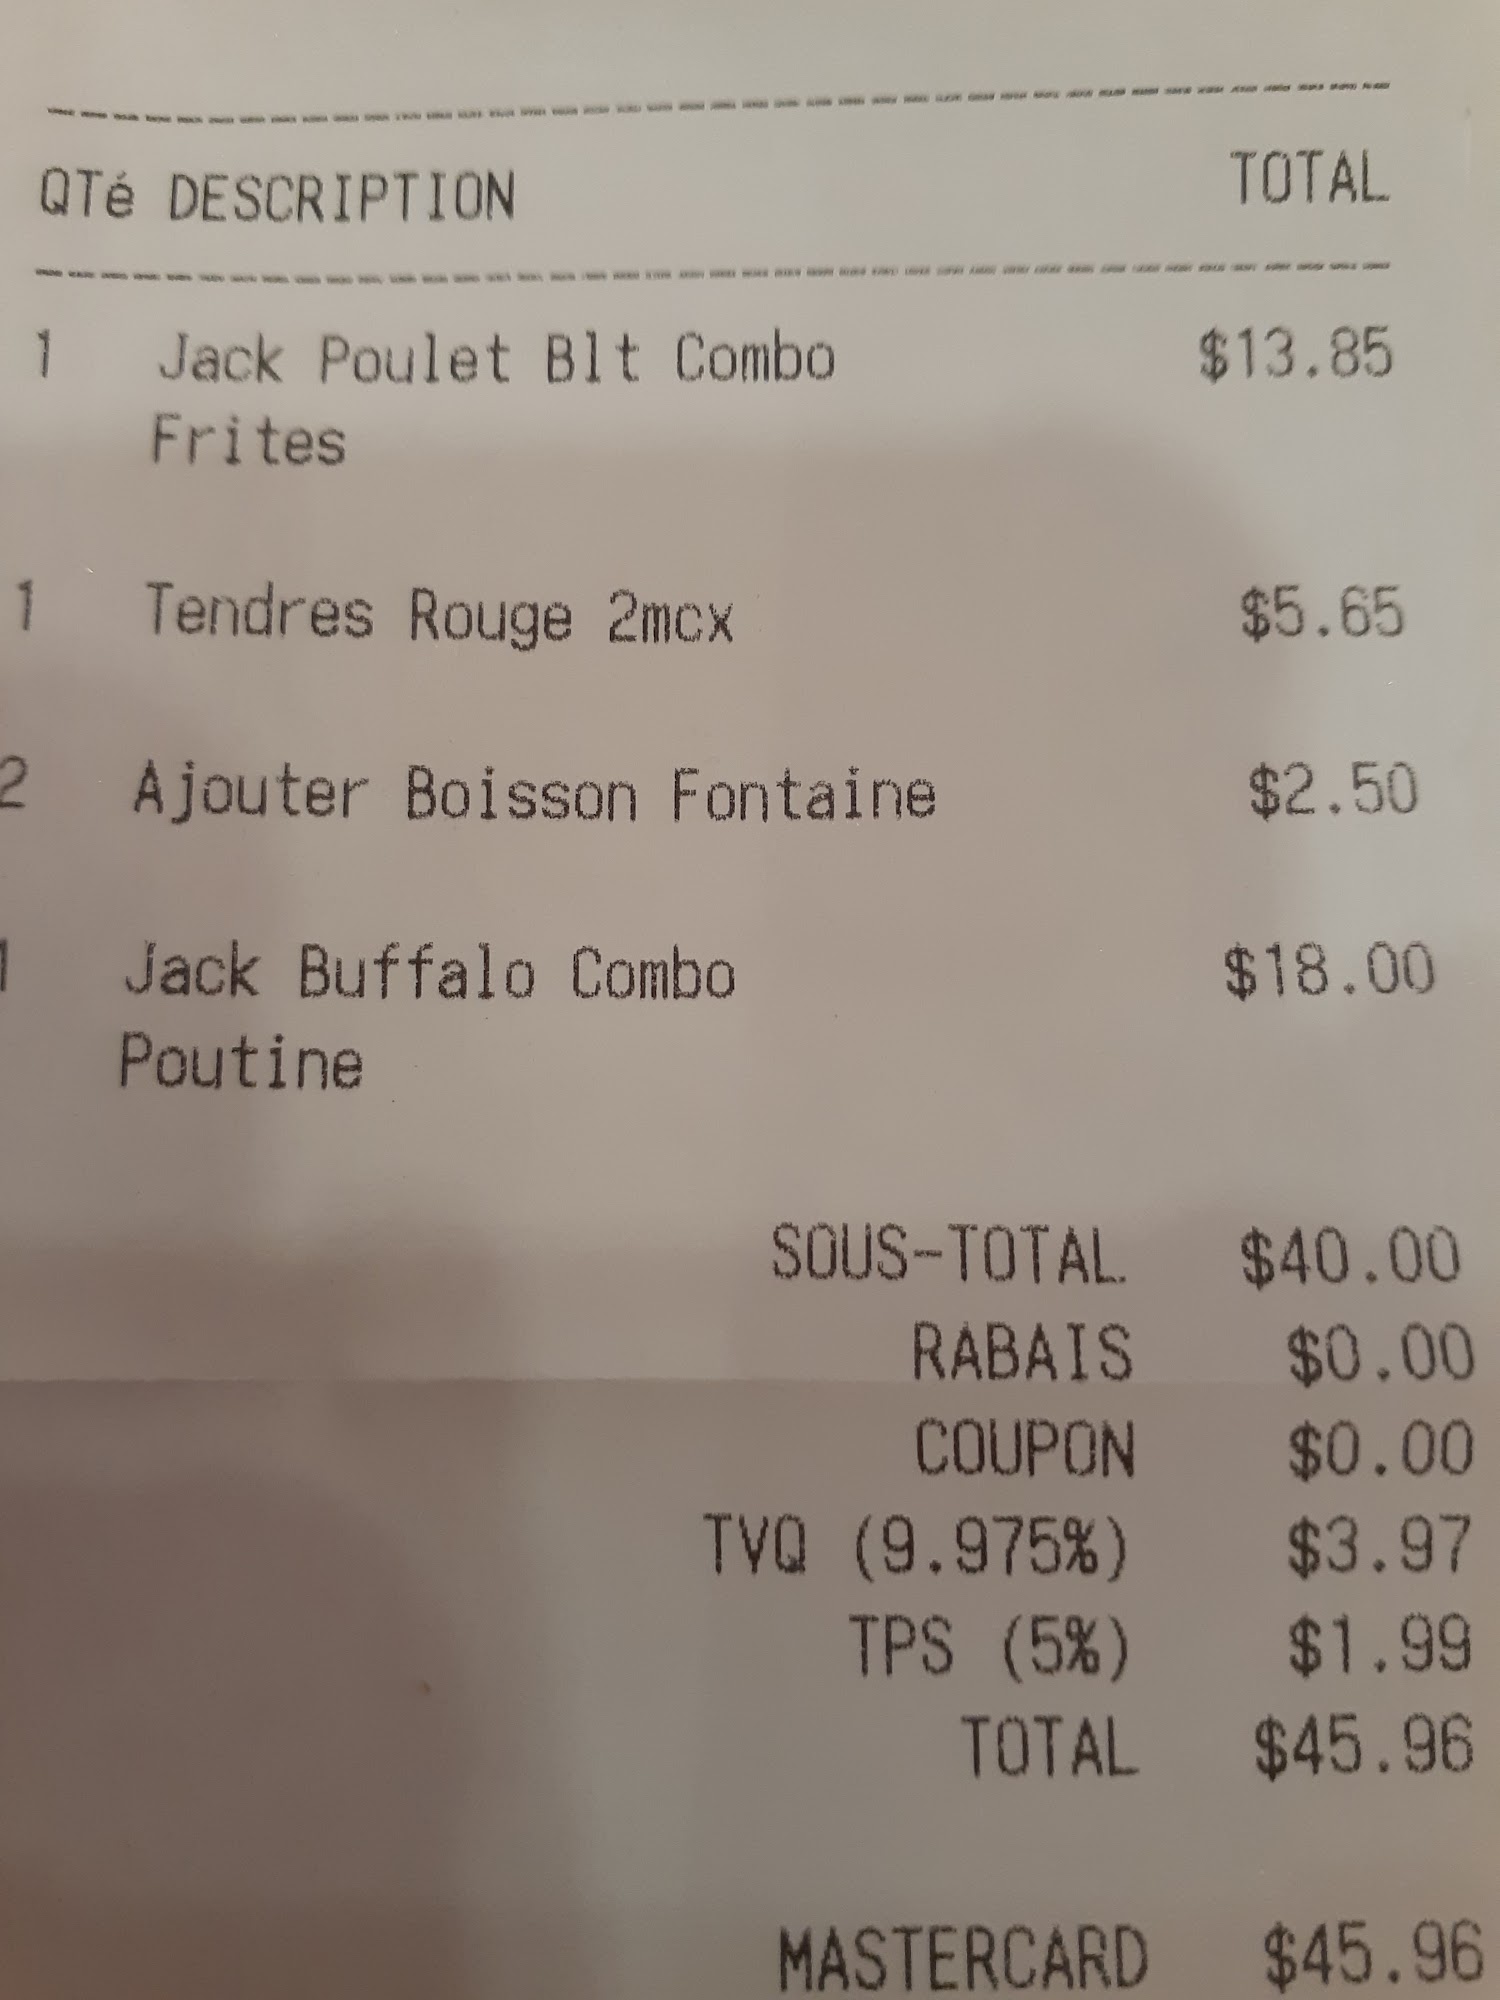 QTé DESCRIPTION TOTAL
1 Jack Poulet Blt Combo $13.85
Frites
1 Tendres Rouge 2mcx $5.65
2 Ajouter Boisson Fontaine $2.50
1 Jack Buffalo Combo $18.00
Poutine
SOUS-TOTAL $40.00
RABAIS $0.00
COUPON $0.00
TVQ (9.975%) $3.97
TPS (5%) $1.99
TOTAL $45.96
MASTERCARD $45.96